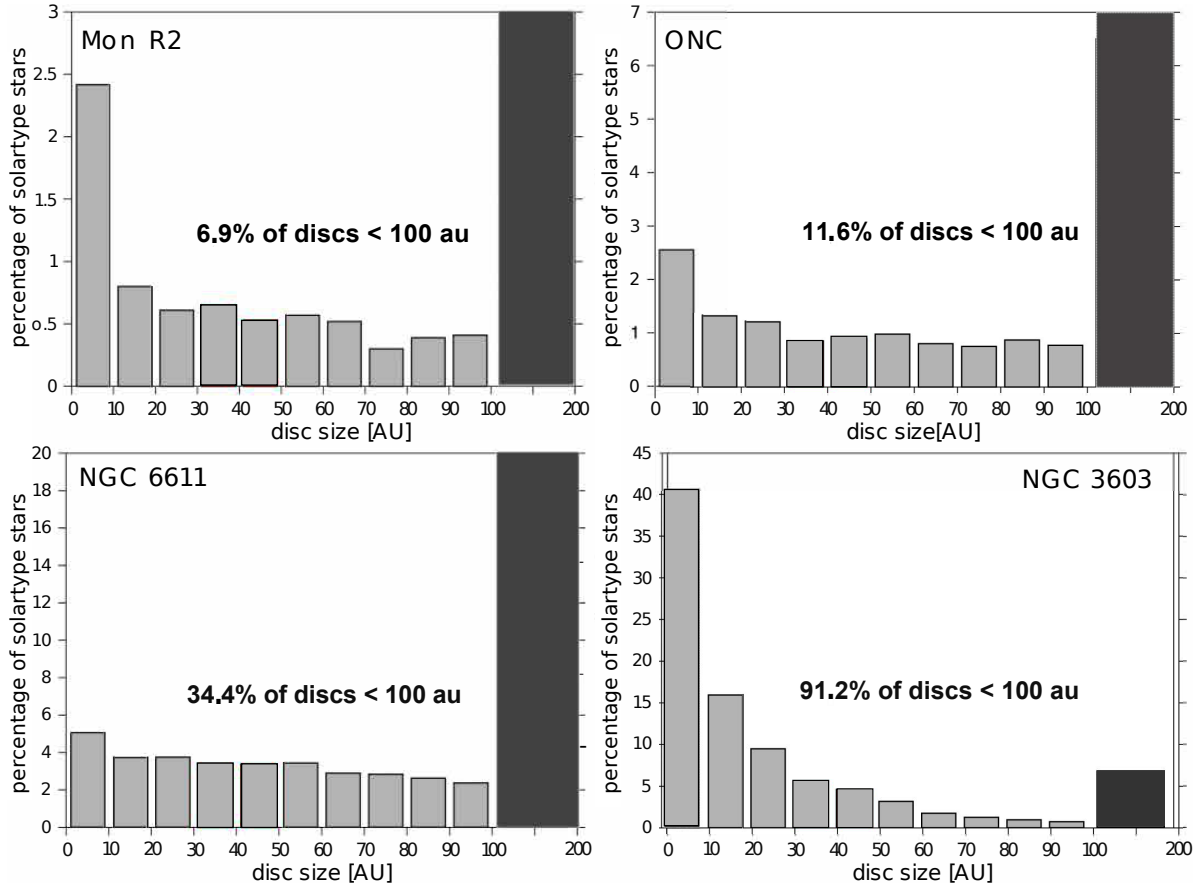 Mon R2
percentage of solartype stars
3
2.5
2
1.5
1
0.5
0
6.9% of discs < 100 au
0 10 20 30 40 50 60 70 80 90 100 200
disc size [AU]
ONC
percentage of solartype stars
7
6
5
4
3
2
1
0
11.6% of discs < 100 au
0 10 20 30 40 50 60 70 80 90 100 200
disc size[AU]
NGC 6611
percentage of solartype stars
20
18
16
14
12
10
8
6
4
2
0
34.4% of discs < 100 au
0 10 20 30 40 50 60 70 80 90 100 200
disc size [AU]
NGC 3603
percentage of solartype stars
45
40
35
30
25
20
15
10
5
0
91.2% of discs < 100 au
0 10 20 30 40 50 60 70 80 90 100 200
disc size [AU]